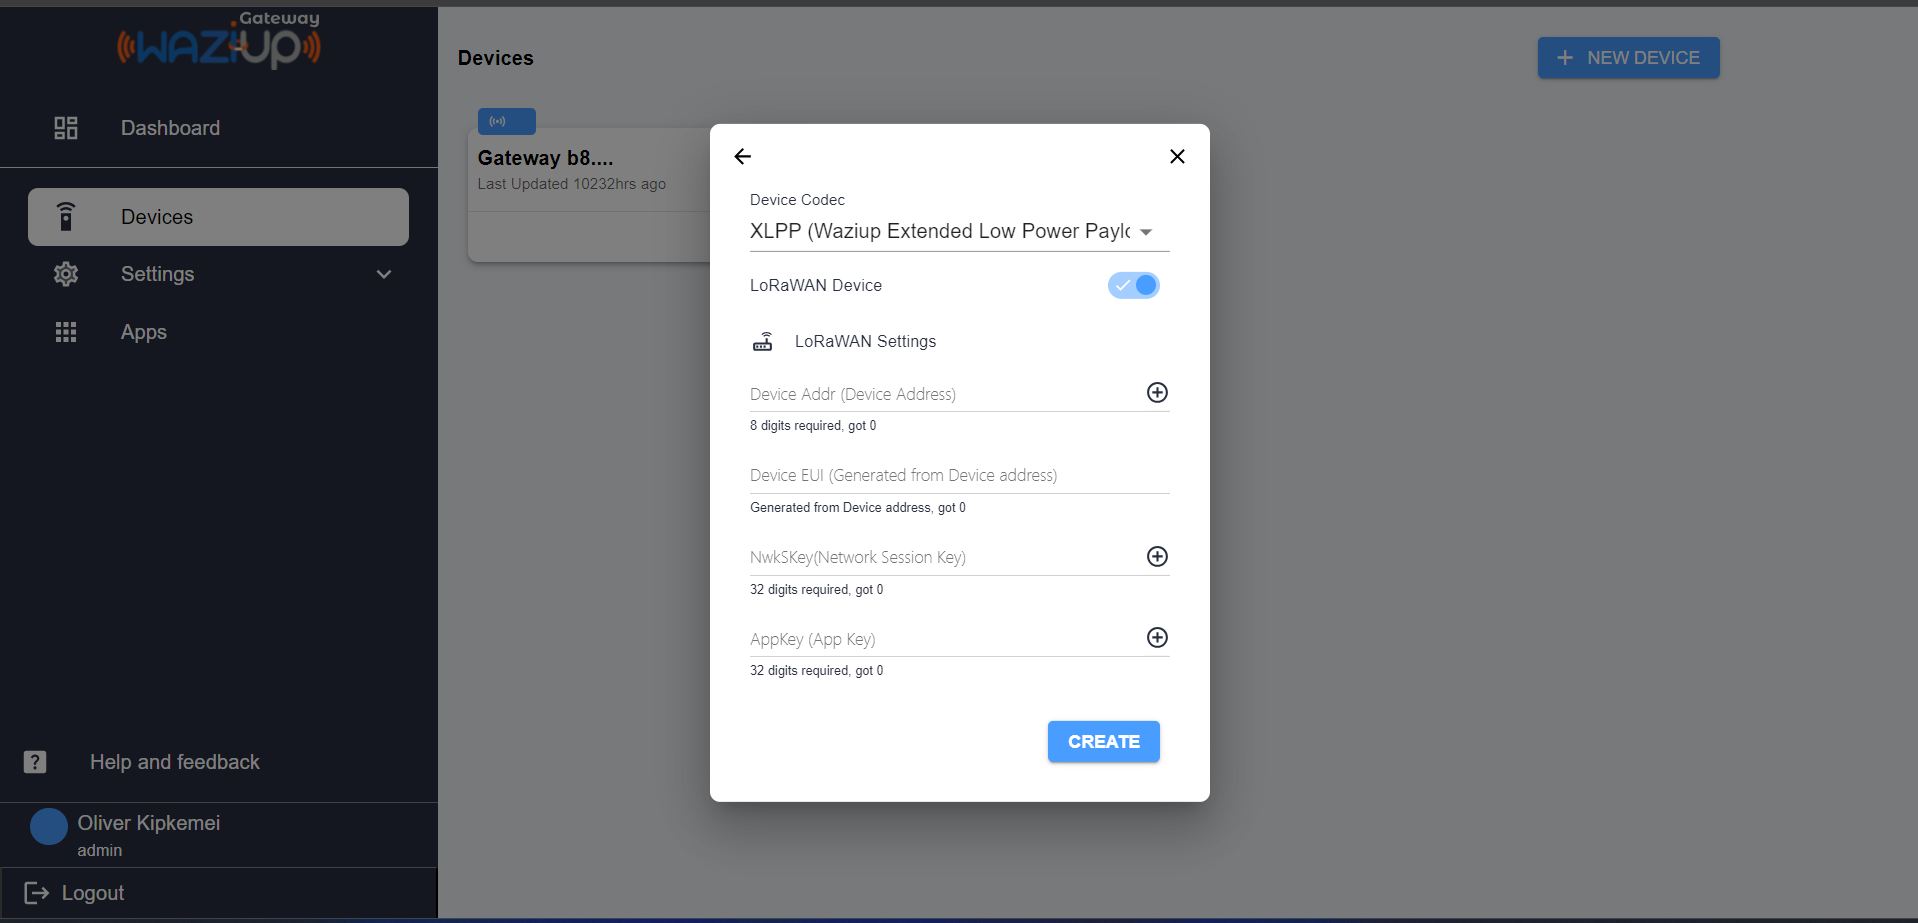 Gateway
WAZIUP
Dashboard
Devices
Settings
Apps
Help and feedback
Oliver Kipkemei
admin
Logout
Devices
NEW DEVICE
Gateway b8....
Last Updated 10232hrs ago
Device Codec
XLPP (Waziup Extended Low Power Paylo
LoRaWAN Device
LoRaWAN Settings
Device Addr (Device Address)
8 digits required, got 0
Device EUI (Generated from Device address)
Generated from Device address, got 0
NwkSKey(Network Session Key)
32 digits required, got 0
AppKey (App Key)
32 digits required, got 0
CREATE